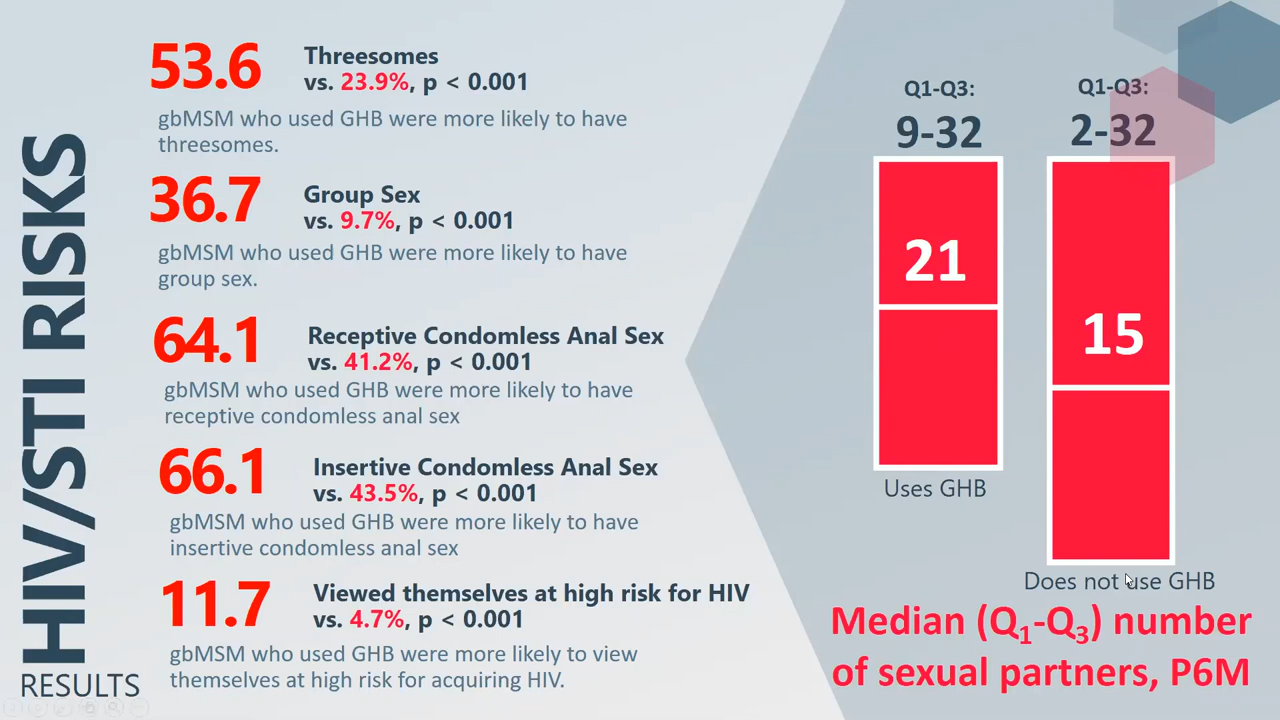 HIV/STI RISKS
RESULTS
53.6
Threesomes
vs. 23.9%, p < 0.001
gbMSM who used GHB were more likely to have
threesomes.
36.7
Group Sex
vs. 9.7%, p < 0.001
gbMSM who used GHB were more likely to have
group sex.
64.1
Receptive Condomless Anal Sex
vs. 41.2%, p < 0.001
gbMSM who used GHB were more likely to have
receptive condomless anal sex
66.1
Insertive Condomless Anal Sex
vs. 43.5%, p < 0.001
gbMSM who used GHB were more likely to have
insertive condomless anal sex
11.7
Viewed themselves at high risk for HIV
vs. 4.7%, p < 0.001
gbMSM who used GHB were more likely to view
themselves at high risk for acquiring HIV.
Q1-Q3:
9-32
21
Uses GHB
Q1-Q3:
2-32
15
Does not use GHB
Median (Q1-Q3) number
of sexual partners, P6M